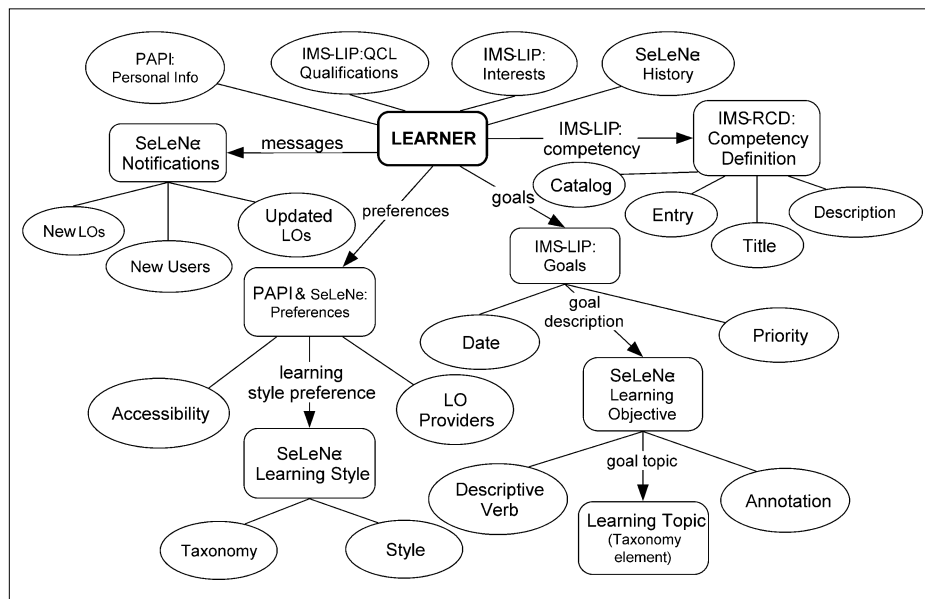 PAPI:
Personal Info
IMS-LIP:QCL
Qualifications
IMS-LIP:
Interests
SeLeNe:
History
LEARNER
IMS-LIP:
competency
IMS-RCD:
Competency
Definition
messages
SeLeNe:
Notifications
preferences
goals
Catalog
Entry
Title
Description
New LOs
New Users
Updated
LOs
IMS-LIP:
Goals
PAPI & SeLeNe:
Preferences
goal
description
Date
Priority
learning
style preference
Accessibility
LO
Providers
SeLeNe:
Learning
Objective
SeLeNe:
Learning Style
goal topic
Descriptive
Verb
Annotation
Learning Topic
(Taxonomy
element)
Taxonomy
Style